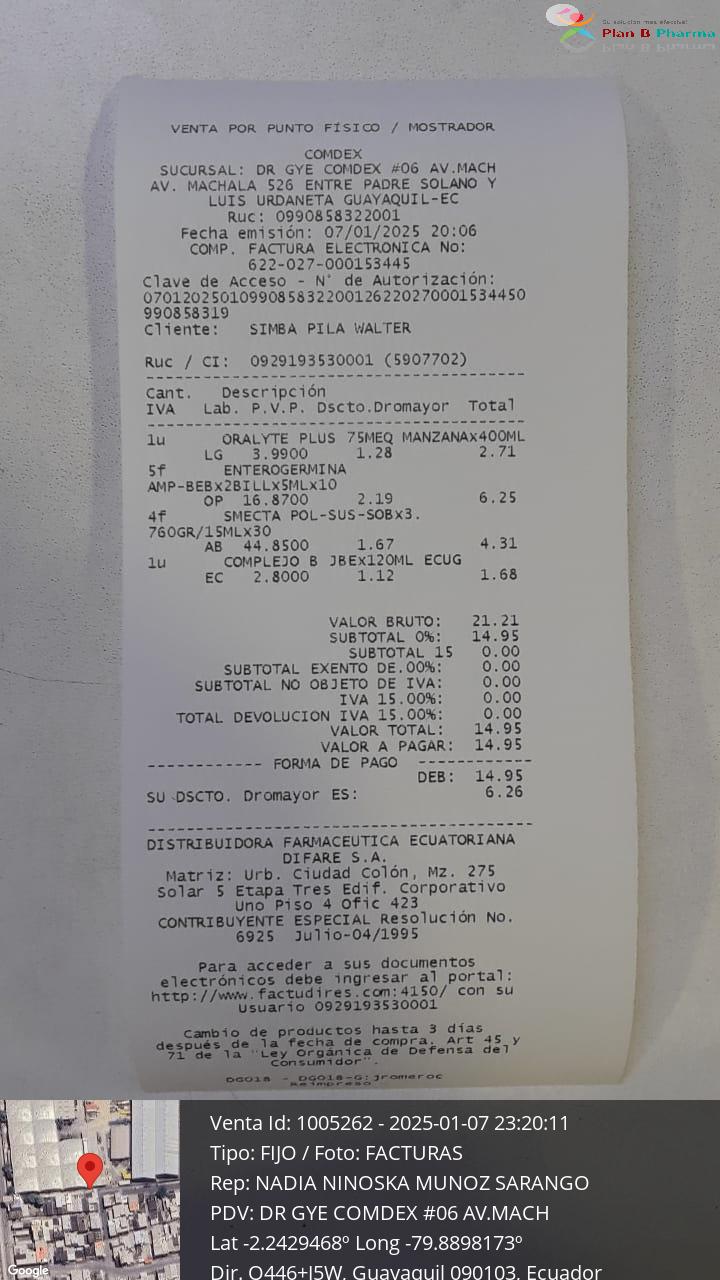 Su solución más efectiva!
Plan B Pharma
VENTA POR PUNTO FÍSICO / MOSTRADOR
COMDEX
SUCURSAL: DR GYE COMDEX #06 AV.MACH
AV. MACHALA 526 ENTRE PADRE SOLANO Y
LUIS URDANETA GUAYAQUIL-EC
Ruc: 0990858322001
Fecha emisión: 07/01/2025 20:06
COMP. FACTURA ELECTRONICA No:
622-027-000153445
Clave de Acceso - N° de Autorización:
0701202501099085832200126220270001534450
990858319
Cliente: SIMBA PILA WALTER
Ruc / CI: 0929193530001 (5907702)
Cant. Descripción
IVA Lab. P.V.P. Dscto.Dromayor Total
1u ORALYTE PLUS 75MEQ MANZANAx400ML
LG 3.9900 1.28 2.71
5f ENTEROGERMINA
AMP-BEBx2BILLx5MLx10
OP 16.8700 2.19 6.25
4f SMECTA POL-SUS-SOBx3.
760GR/15MLx30
AB 44.8500 1.67 4.31
1u COMPLEJO B JBEx120ML ECUG
EC 2.8000 1.12 1.68
VALOR BRUTO: 21.21
SUBTOTAL 0%: 14.95
SUBTOTAL 15 0.00
SUBTOTAL EXENTO DE.00%: 0.00
SUBTOTAL NO OBJETO DE IVA: 0.00
IVA 15.00%: 0.00
TOTAL DEVOLUCION IVA 15.00%: 0.00
VALOR TOTAL: 14.95
VALOR A PAGAR: 14.95
------------ FORMA DE PAGO ------------
DEB: 14.95
SU DSCTO. Dromayor ES: 6.26
DISTRIBUIDORA FARMACEUTICA ECUATORIANA
DIFARE S.A.
Matriz: Urb. Ciudad Colón, Mz. 275
Solar 5 Etapa Tres Edif. Corporativo
Uno Piso 4 Ofic 423
CONTRIBUYENTE ESPECIAL Resolución No.
6925 Julio-04/1995
Para acceder a sus documentos
electrónicos debe ingresar al portal:
http://www.factudires.com:4150/ con su
Usuario 0929193530001
Cambio de productos hasta 3 días
después de la fecha de compra. Art 45 y
71 de la "Ley Orgánica de Defensa del
Consumidor".
DG018 - DG018-G:jromeroc
Reimpreso
Venta Id: 1005262 - 2025-01-07 23:20:11
Tipo: FIJO / Foto: FACTURAS
Rep: NADIA NINOSKA MUNOZ SARANGO
PDV: DR GYE COMDEX #06 AV.MACH
Lat -2.2429468º Long -79.8898173º
Dir. Q446+J5W, Guayaquil 090103, Ecuador
Google